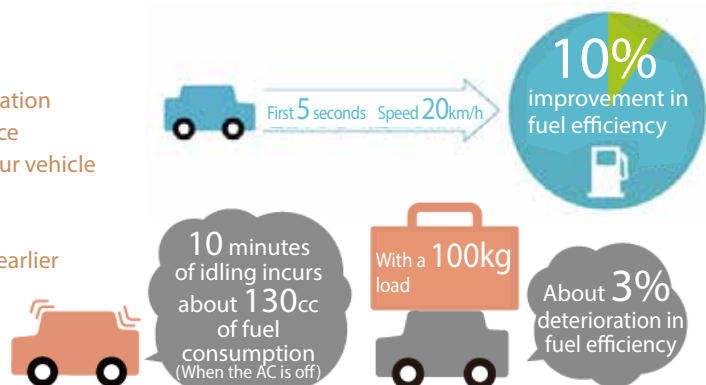 ation
ce
ur vehicle
earlier
First 5 seconds Speed 20km/h
10%
improvement in
fuel efficiency
10 minutes
of idling incurs
about 130cc
of fuel
consumption
(When the AC is off)
With a 100kg
load
About 3%
deterioration in
fuel efficiency